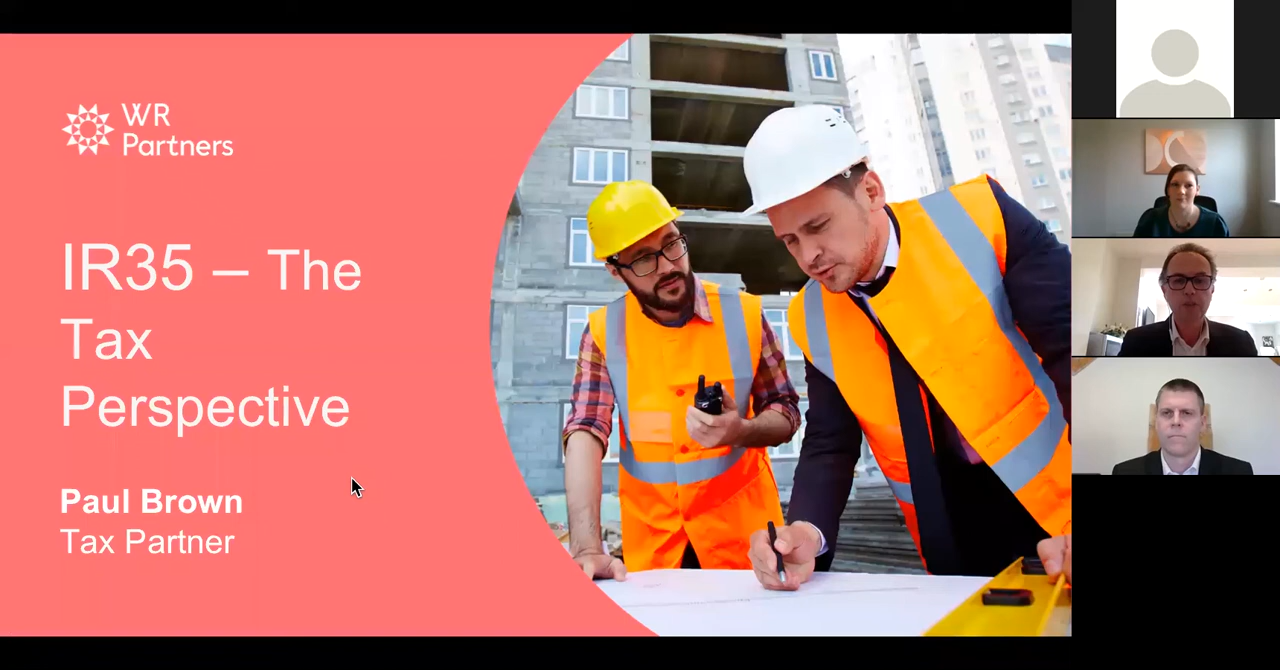 WR
Partners
IR35 – The
Tax
Perspective
Paul Brown
Tax Partner